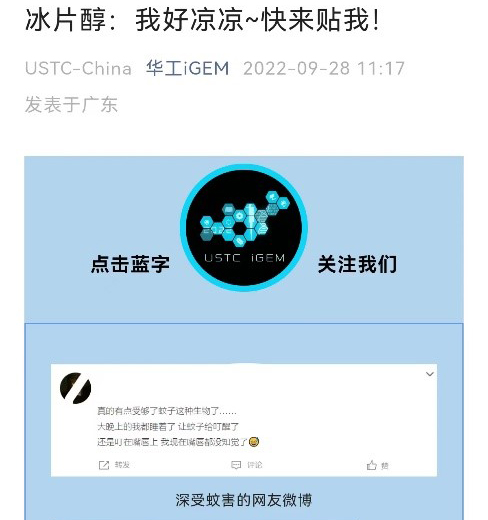 冰片醇：我好凉凉~快来贴我！
USTC-China 华工iGEM 2022-09-28 11:17
发表于广东
点击蓝字
USTC iGEM
关注我们
真的有点受够了蚊子这种生物了......
大晚上的我都睡着了 让蚊子给叮醒了
还是叮在嘴唇上 我现在嘴唇都没知觉了😅
转发 评论 赞
深受蚊害的网友微博